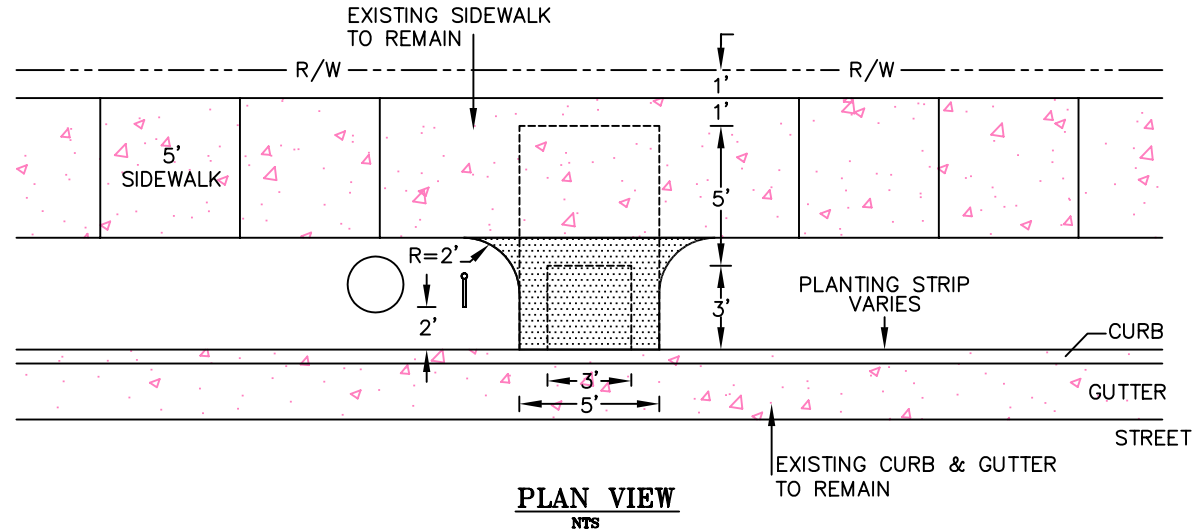 EXISTING SIDEWALK
TO REMAIN
R/W
R/W
1'
1'
5'
SIDEWALK
5'
R=2'
2'
3'
PLANTING STRIP
VARIES
CURB
3'
5'
GUTTER
STREET
EXISTING CURB & GUTTER
TO REMAIN
PLAN VIEW
NTS